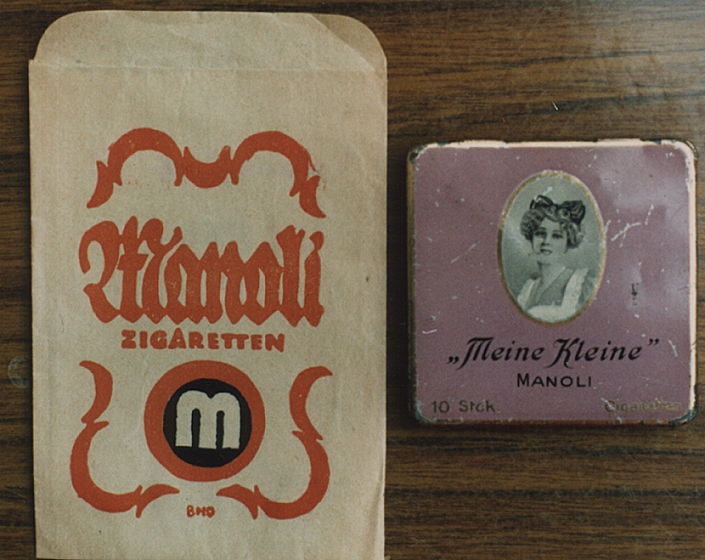 Manoli
ZIGARETTEN
m
BHD
„Meine Kleine”
MANOLI
10 Stck.
Cigaretten